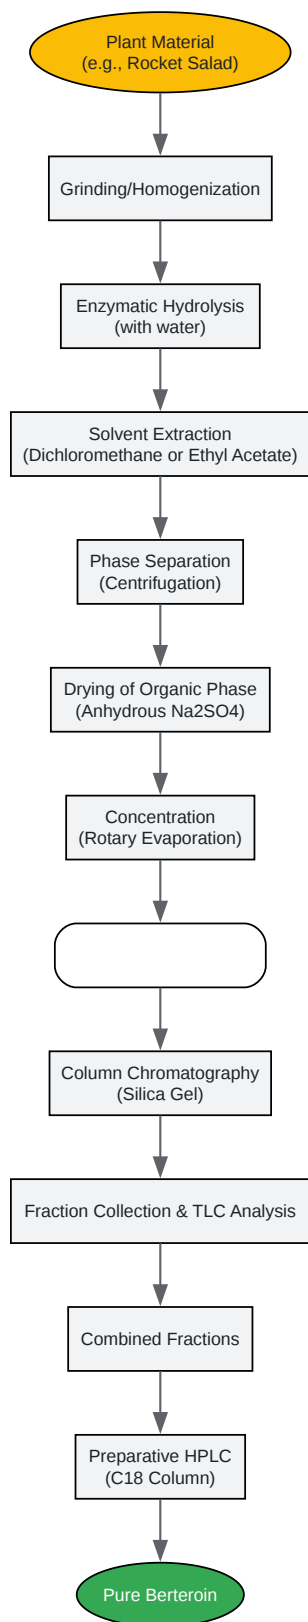 Plant Material
(e.g., Rocket Salad)
Grinding/Homogenization
Enzymatic Hydrolysis
(with water)
Solvent Extraction
(Dichloromethane or Ethyl Acetate)
Phase Separation
(Centrifugation)
Drying of Organic Phase
(Anhydrous Na2SO4)
Concentration
(Rotary Evaporation)
Column Chromatography
(Silica Gel)
Fraction Collection & TLC Analysis
Combined Fractions
Preparative HPLC
(C18 Column)
Pure Berteroin